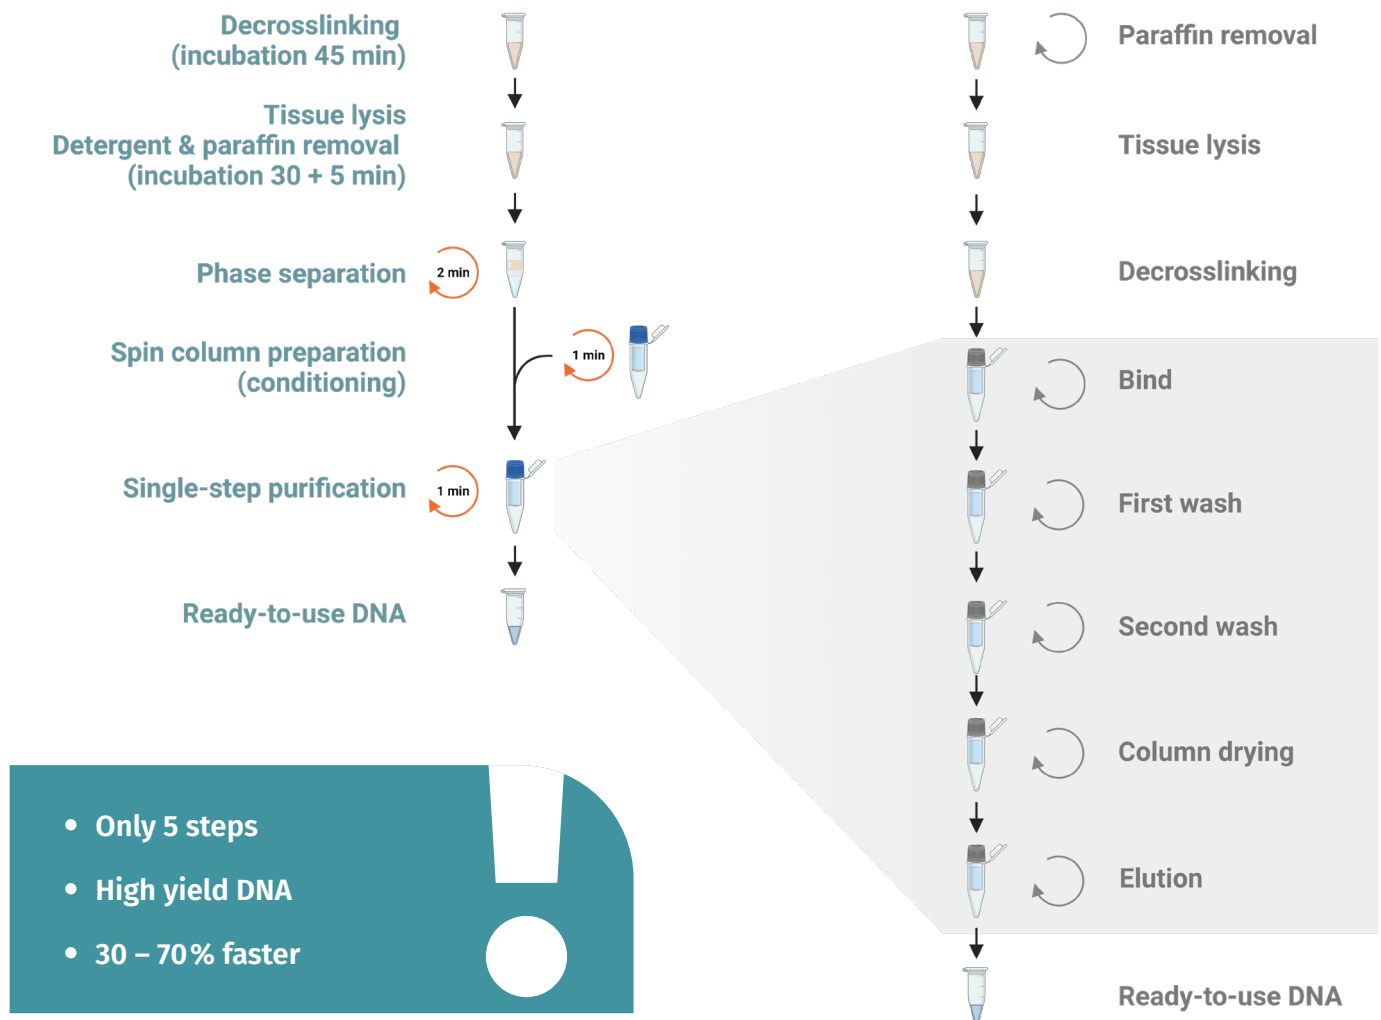 Decrosslinking
(incubation 45 min)
Tissue lysis
Detergent & paraffin removal
(incubation 30 + 5 min)
Phase separation
2 min
Spin column preparation
(conditioning)
1 min
Single-step purification
1 min
Ready-to-use DNA
Paraffin removal
Tissue lysis
Decrosslinking
Bind
First wash
Second wash
Column drying
Elution
Ready-to-use DNA
• Only 5 steps
• High yield DNA
• 30 – 70 % faster